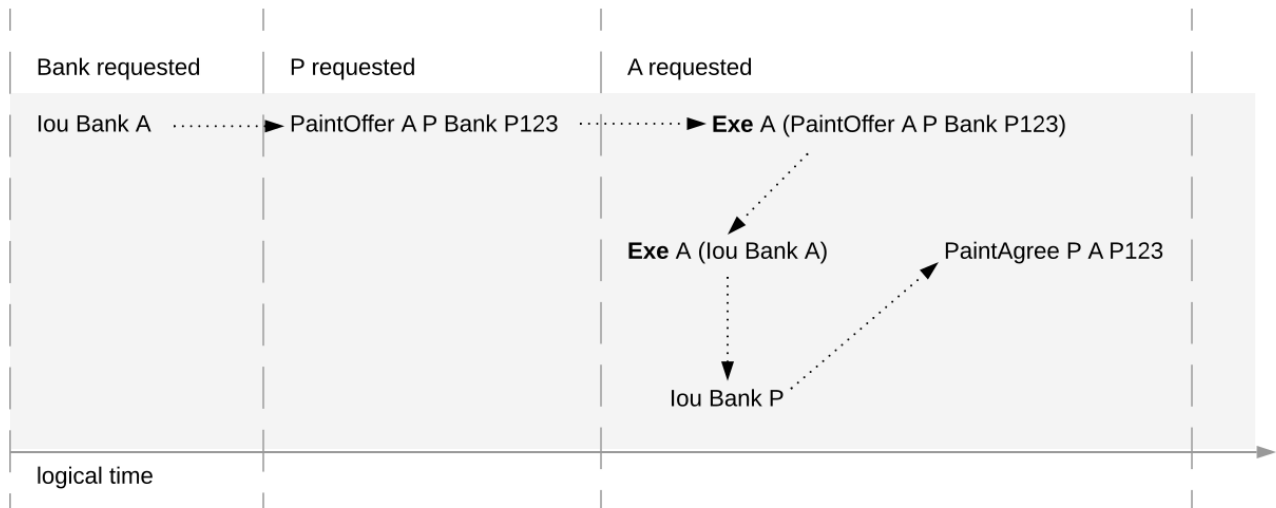 Bank requested
P requested
A requested
Iou Bank A
PaintOffer A P Bank P123
Exe A (PaintOffer A P Bank P123)
Exe A (Iou Bank A)
PaintAgree P A P123
Iou Bank P
logical time